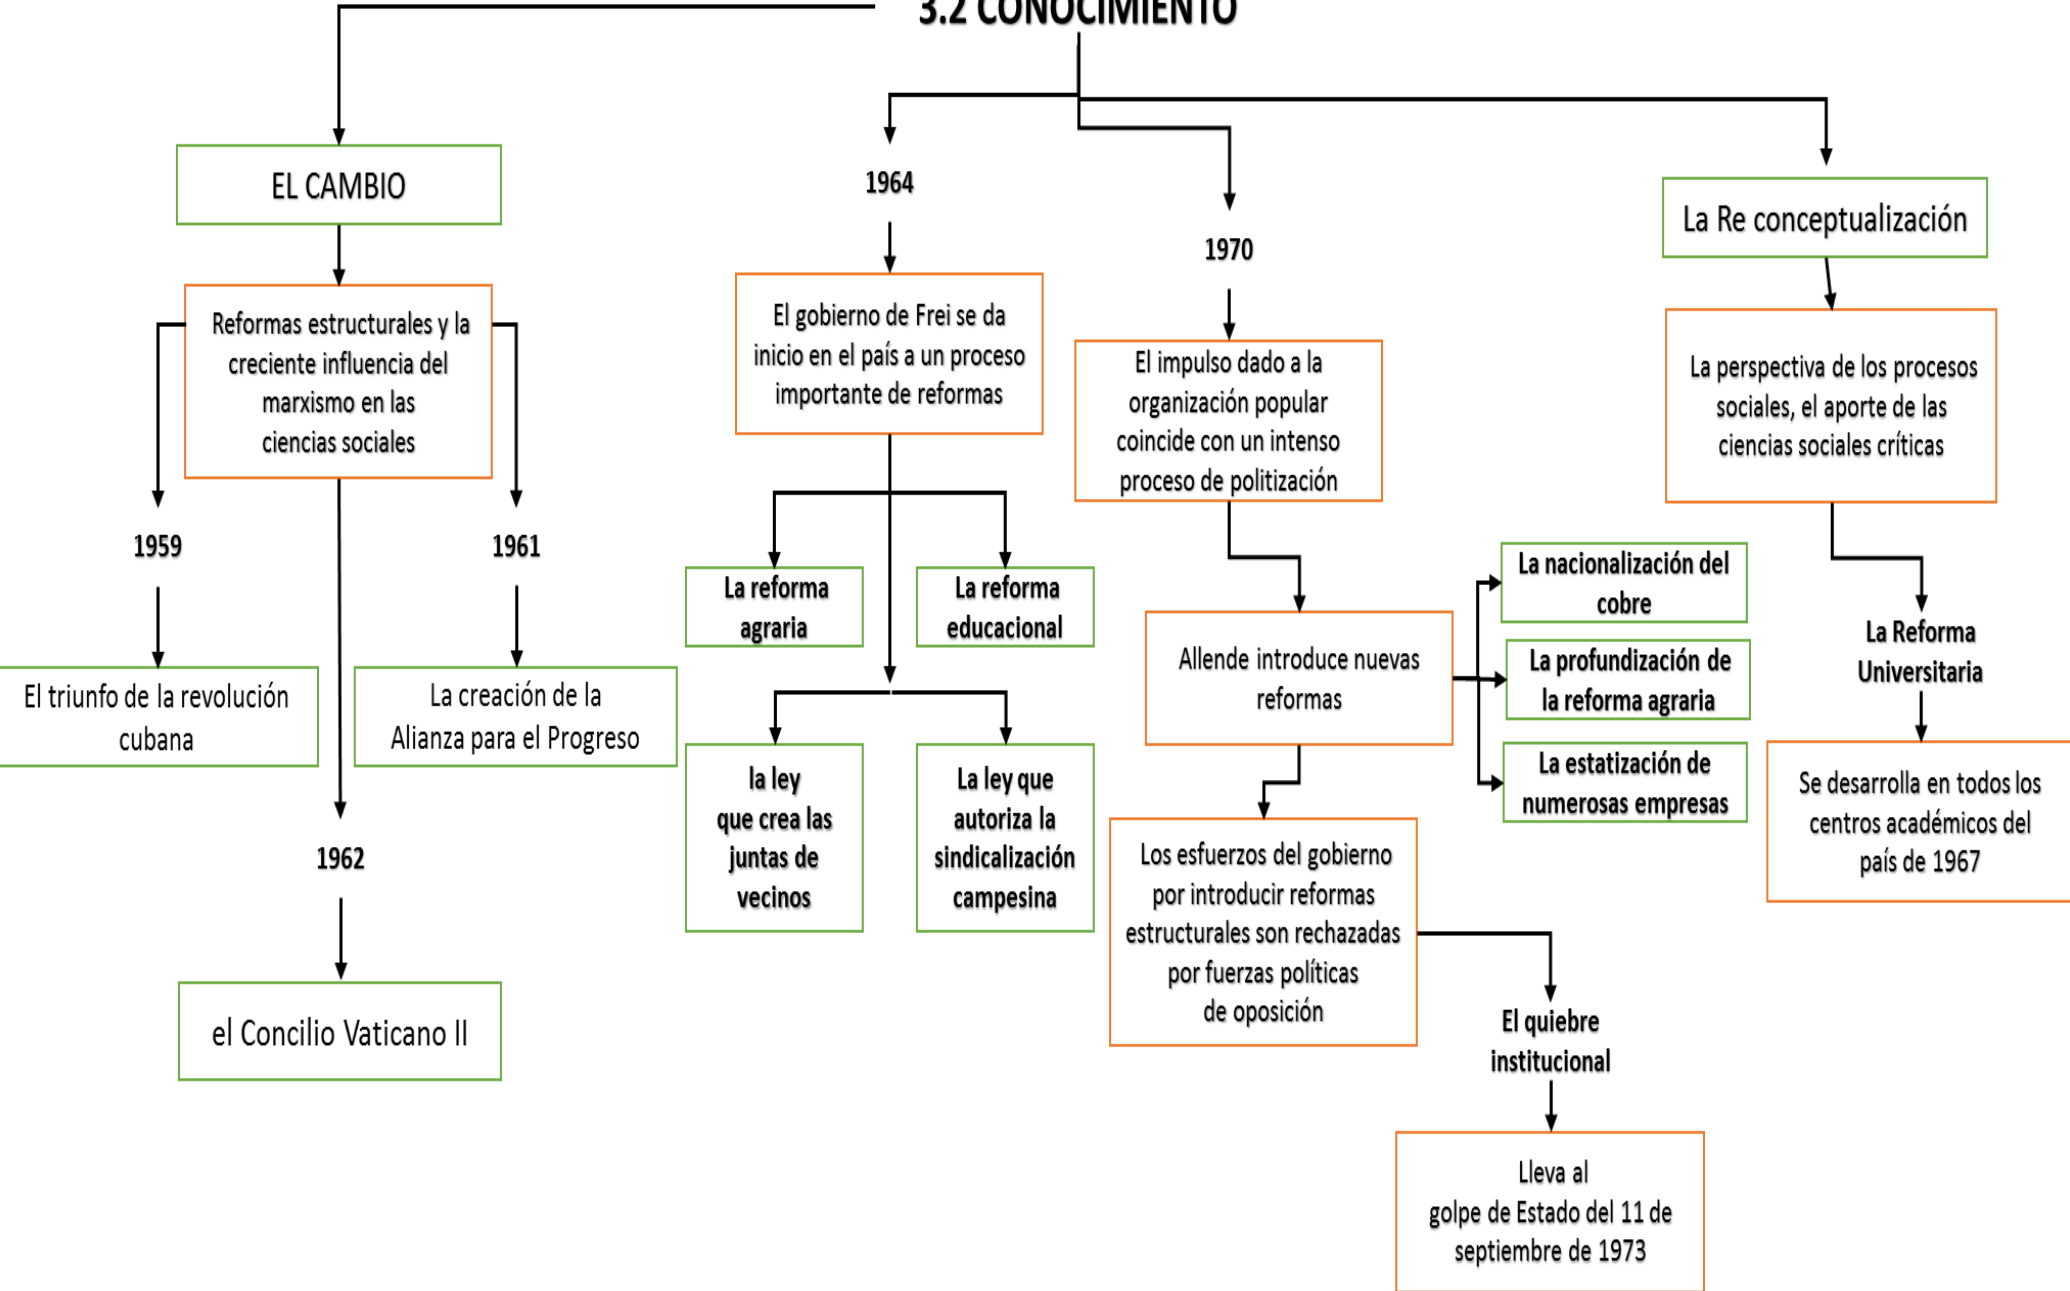 3.2 CONOCIMIENTO
EL CAMBIO
Reformas estructurales y la
creciente influencia del
marxismo en las
ciencias sociales
1959
El triunfo de la revolución
cubana
1961
La creación de la
Alianza para el Progreso
1962
el Concilio Vaticano II
1964
El gobierno de Frei se da
inicio en el país a un proceso
importante de reformas
La reforma
agraria
La reforma
educacional
la ley
que crea las
juntas de
vecinos
La ley que
autoriza la
sindicalización
campesina
1970
El impulso dado a la
organización popular
coincide con un intenso
proceso de politización
Allende introduce nuevas
reformas
La nacionalización del
cobre
La profundización de
la reforma agraria
La estatización de
numerosas empresas
Los esfuerzos del gobierno
por introducir reformas
estructurales son rechazadas
por fuerzas políticas
de oposición
El quiebre
institucional
Lleva al
golpe de Estado del 11 de
septiembre de 1973
La Re conceptualización
La perspectiva de los procesos
sociales, el aporte de las
ciencias sociales críticas
La Reforma
Universitaria
Se desarrolla en todos los
centros académicos del
país de 1967